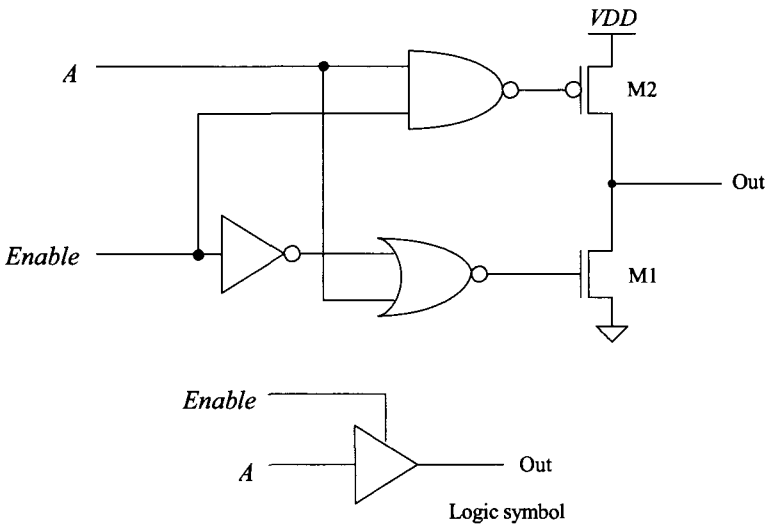 VDD
A
M2
Out
Enable
M1
Enable
A
Out
Logic symbol